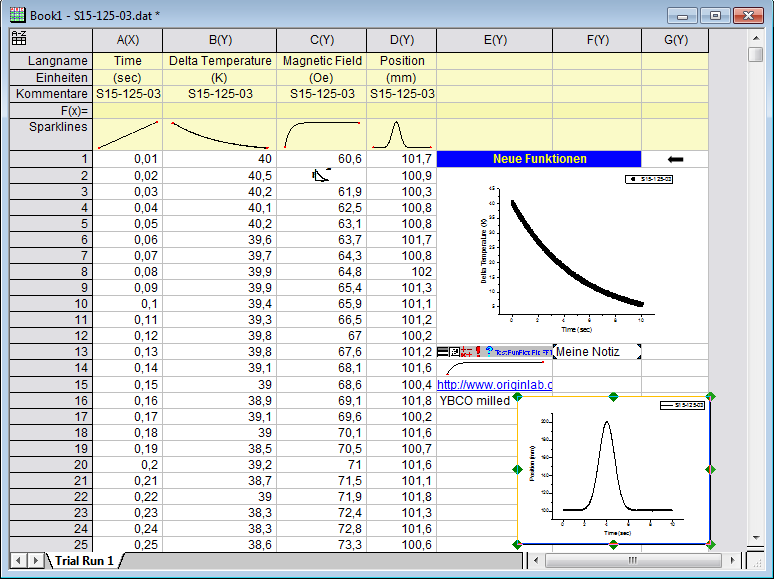 Book1 - S15-125-03.dat *
A(X) B(Y) C(Y) D(Y) E(Y) F(Y) G(Y)
Langname Time Delta Temperature Magnetic Field Position
Einheiten (sec) (K) (Oe) (mm)
Kommentare S15-125-03 S15-125-03 S15-125-03 S15-125-03
F(x)=
Sparklines
1 0,01 40 60,6 101,7 Neue Funktionen
2 0,02 40,5 100,9
S15-125-03
3 0,03 40,2 61,9 100,3
4 0,04 40,1 62,5 100,8
5 0,05 40,2 63,1 100,8
6 0,06 39,6 63,7 101,7
7 0,07 39,7 64,3 100,8
8 0,08 39,9 64,8 102
9 0,09 39,9 65,4 101,3
10 0,1 39,4 65,9 101,1
11 0,11 39,3 66,5 101,2
12 0,12 39,8 67 100,2
Delta Temperature (K)
0 2 4 6 8 10
Time (sec)
13 0,13 39,8 67,6 101,2 Meine Notiz
14 0,14 39,1 68,1 101,6
15 0,15 39 68,6 100,4 http://www.originlab.c
16 0,16 38,9 69,1 101,8 YBCO milled
17 0,17 39,1 69,6 100,2
18 0,18 39 70,1 101,6
19 0,19 38,5 70,5 100,7
20 0,2 39,2 71 101,6
21 0,21 38,7 71,5 101,1
22 0,22 39 71,9 101,8
23 0,23 38,3 72,4 101,3
24 0,24 38,3 72,8 101,6
25 0,25 38,6 73,3 100,6
S15-125-03
Position (mm)
0 2 4 6 8 10
Time (sec)
Trial Run 1